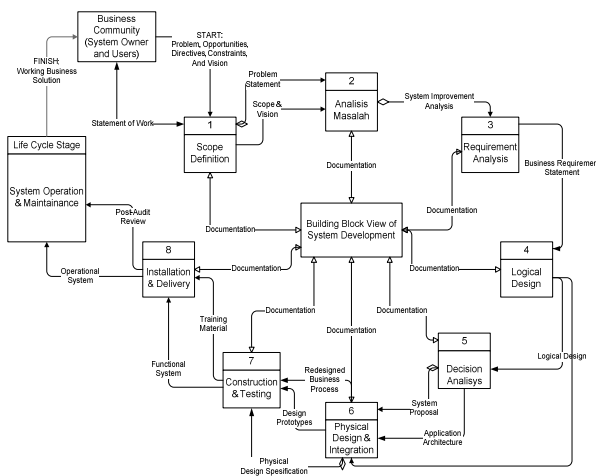 Business
Community
(System Owner
and Users)
START:
Problem, Opportunities,
Directives, Constraints,
And Vision
FINISH:
Working Business
Solution
Problem
Statement
2
Analisis
Masalah
System Improvement
Analysis
Scope &
Vision
Statement of Work
1
Scope
Definition
3
Requirement
Analysis
Life Cycle Stage
System Operation
& Maintainance
Documentation
Business Requiremer
Statement
Post-Audit
Review
Documentation
Building Block View of
System Development
Documentation
8
Installation
& Delivery
4
Logical
Design
Operational
System
Documentation
Documentation
Training
Material
Documentation
Documentation
Documentation
5
Decision
Analisys
Functional
System
7
Construction
& Testing
Logical Design
Redesigned
Business
Process
6
Physical
Design &
Integration
Design
Prototypes
System
Proposal
Application
Architecture
Physical
Design Spesification